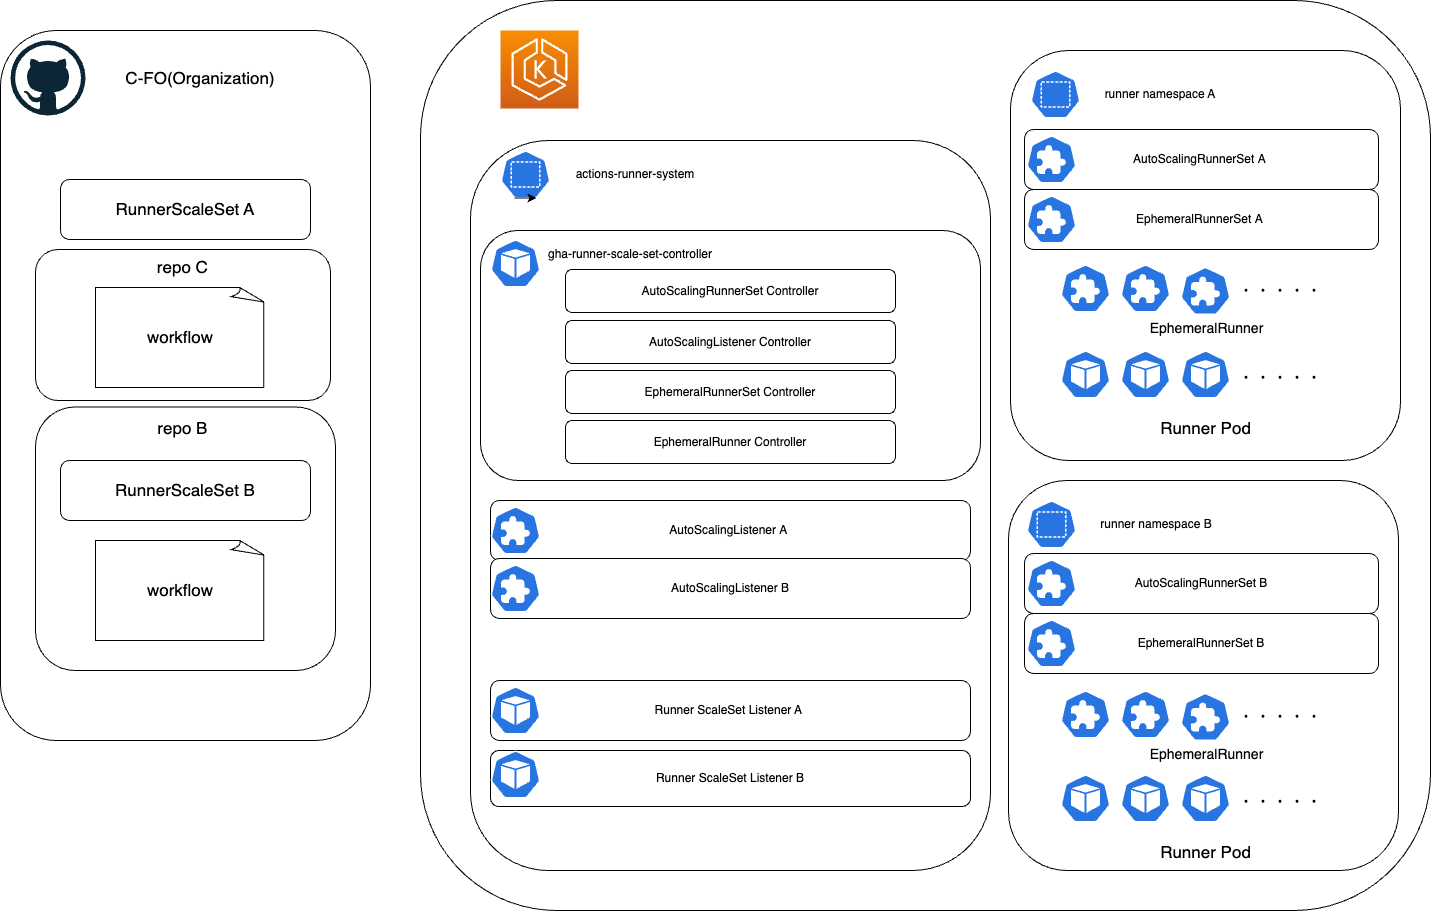 C-FO(Organization)
RunnerScaleSet A
repo C
workflow
repo B
RunnerScaleSet B
workflow
K
actions-runner-system
gha-runner-scale-set-controller
AutoScalingRunnerSet Controller
AutoScalingListener Controller
EphemeralRunnerSet Controller
EphemeralRunner Controller
AutoScalingListener A
AutoScalingListener B
Runner ScaleSet Listener A
Runner ScaleSet Listener B
runner namespace A
AutoScalingRunnerSet A
EphemeralRunnerSet A
· · · · ·
EphemeralRunner
· · · · ·
Runner Pod
runner namespace B
AutoScalingRunnerSet B
EphemeralRunnerSet B
· · · · ·
EphemeralRunner
· · · · ·
Runner Pod